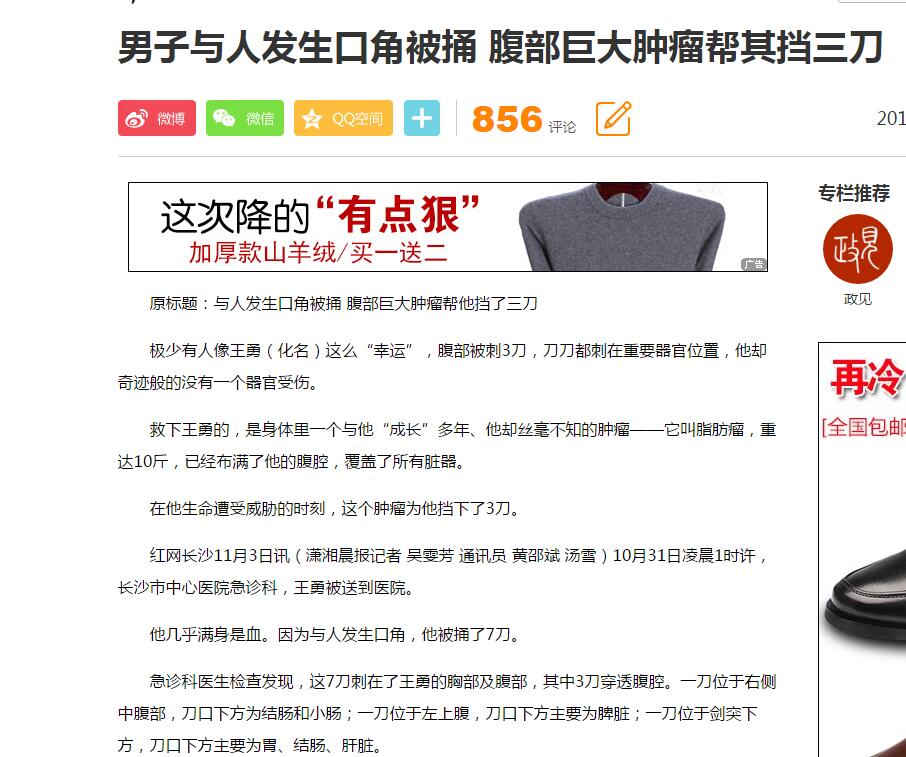 男子与人发生口角被捅 腹部巨大肿瘤帮其挡三刀
微博 微信 QQ空间 856 评论 201
这次降的“有点狠”
加厚款山羊绒/买一送二
广告
专栏推荐
政见
政见
原标题：与人发生口角被捅 腹部巨大肿瘤帮他挡了三刀
极少有人像王勇（化名）这么“幸运”，腹部被刺3刀，刀刀都刺在重要器官位置，他却
奇迹般的没有一个器官受伤。
救下王勇的，是身体里一个与他“成长”多年、他却丝毫不知的肿瘤——它叫脂肪瘤，重
达10斤，已经布满了他的腹腔，覆盖了所有脏器。
在他生命遭受威胁的时刻，这个肿瘤为他挡下了3刀。
红网长沙11月3日讯（潇湘晨报记者 吴雯芳 通讯员 黄邵斌 汤雪）10月31日凌晨1时许，
长沙市中心医院急诊科，王勇被送到医院。
他几乎满身是血。因为与人发生口角，他被捅了7刀。
急诊科医生检查发现，这7刀刺在了王勇的胸部及腹部，其中3刀穿透腹腔。一刀位于右侧
中腹部，刀口下方为结肠和小肠；一刀位于左上腹，刀口下方主要为脾脏；一刀位于剑突下
方，刀口下方主要为胃、结肠、肝脏。
再冷
[全国包邮